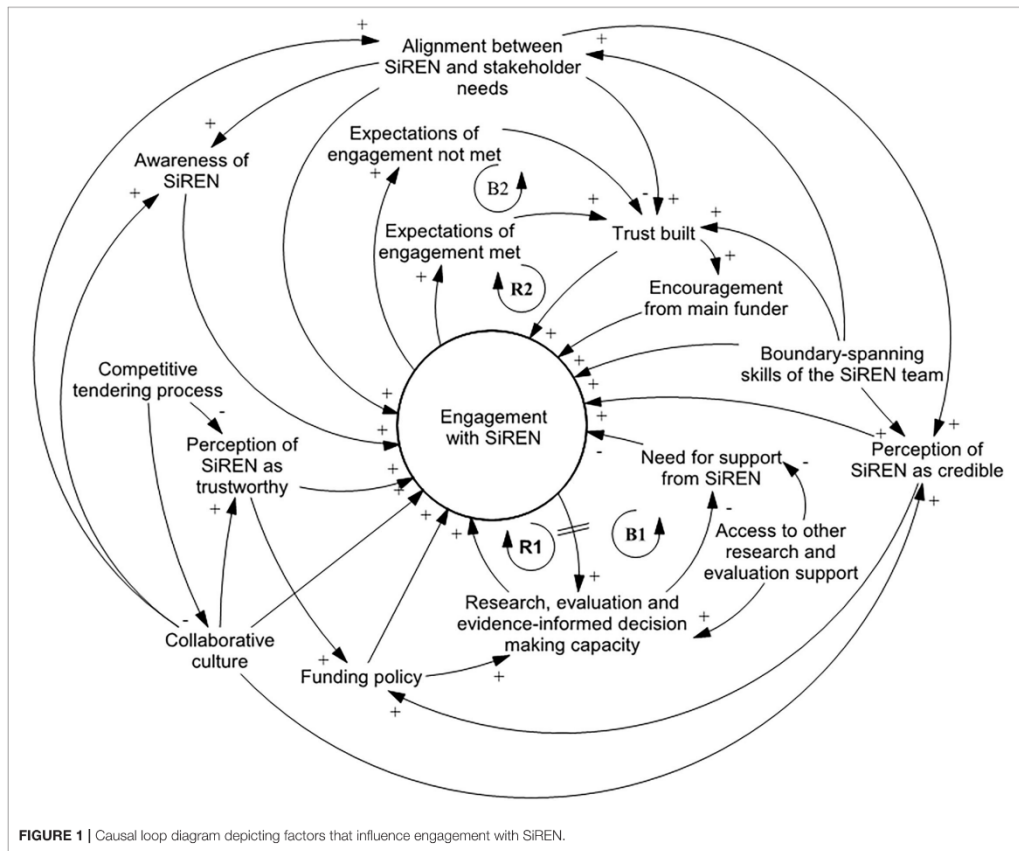 Alignment between
SiREN and stakeholder
needs
Expectations of
engagement not met
Awareness of
SiREN
B2
Expectations of
engagement met
Trust built
R2
Encouragement
from main funder
Competitive
tendering process
Boundary-spanning
skills of the SiREN team
Engagement
with SiREN
Perception of
SiREN as
trustworthy
Need for support
from SiREN
Perception of
SiREN as credible
R1
B1
Access to other
research and
evaluation support
Research, evaluation and
evidence-informed decision
making capacity
Collaborative
culture
Funding policy
FIGURE 1 | Causal loop diagram depicting factors that influence engagement with SiREN.